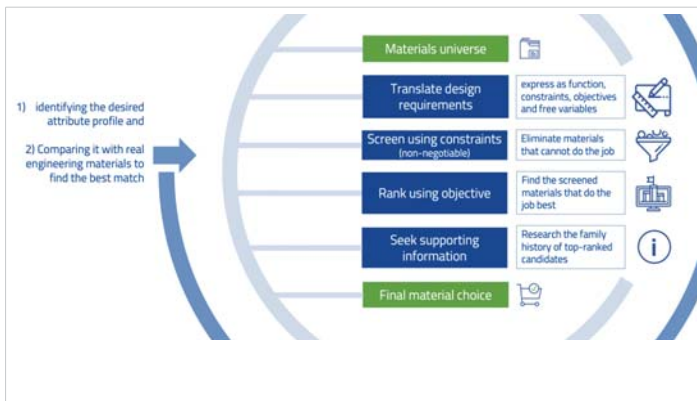 Materials universe
1) identifying the desired
attribute profile and
2) Comparing it with real
engineering materials to
find the best match
Translate design
requirements
express as function,
constraints, objectives
and free variables
Screen using constraints
(non-negotiable)
Eliminate materials
that cannot do the job
Rank using objective
Find the screened
materials that do the
job best
Seek supporting
information
Research the family
history of top-ranked
candidates
Final material choice